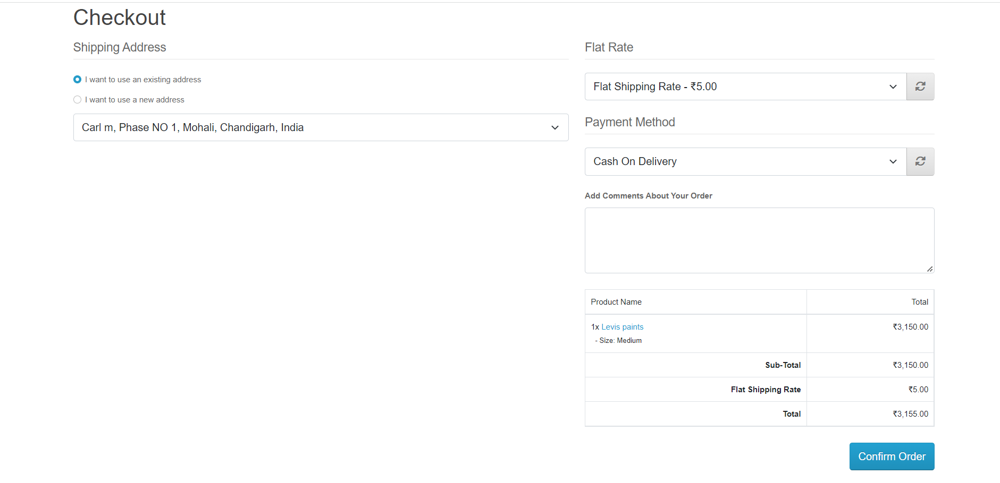 Checkout
Shipping Address
I want to use an existing address
I want to use a new address
Carl m, Phase NO 1, Mohali, Chandigarh, India
Flat Rate
Flat Shipping Rate - ₹5.00
Payment Method
Cash On Delivery
Add Comments About Your Order
Product Name Total
1x Levis paints ₹3,150.00
- Size: Medium
Sub-Total ₹3,150.00
Flat Shipping Rate ₹5.00
Total ₹3,155.00
Confirm Order